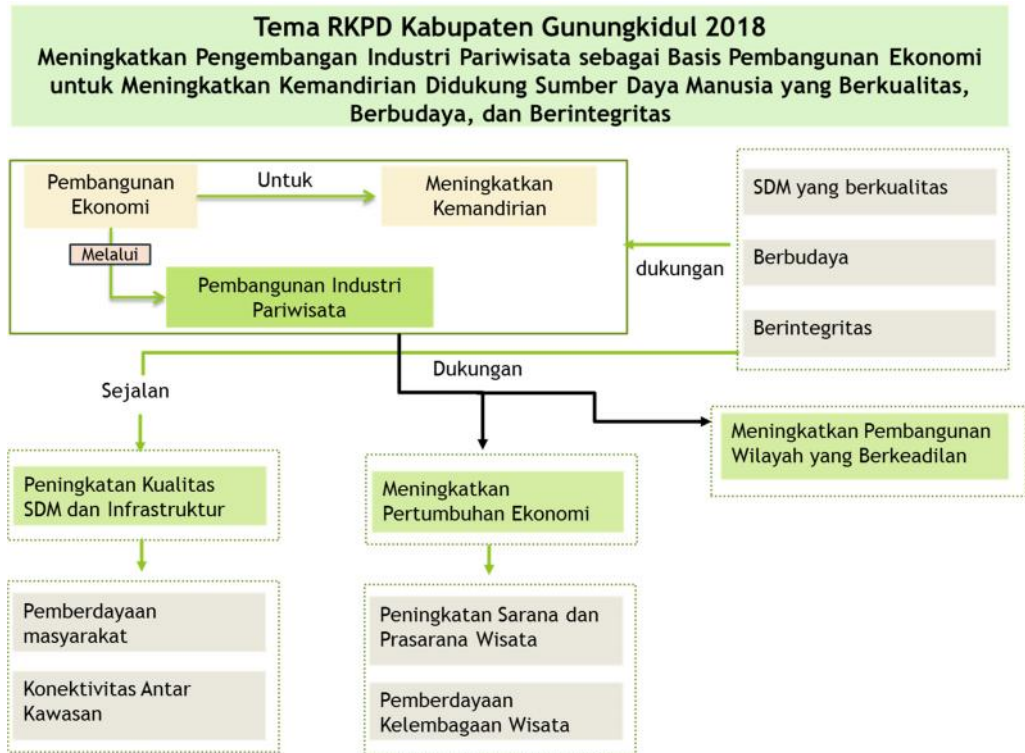 Tema RKPD Kabupaten Gunungkidul 2018
Meningkatkan Pengembangan Industri Pariwisata sebagai Basis Pembangunan Ekonomi
untuk Meningkatkan Kemandirian Didukung Sumber Daya Manusia yang Berkualitas,
Berbudaya, dan Berintegritas
Pembangunan
Ekonomi
Untuk
Meningkatkan
Kemandirian
Melalui
Pembangunan Industri
Pariwisata
SDM yang berkualitas
Berbudaya
Berintegritas
dukungan
Sejalan
Dukungan
Meningkatkan Pembangunan
Wilayah yang Berkeadilan
Peningkatan Kualitas
SDM dan Infrastruktur
Meningkatkan
Pertumbuhan Ekonomi
Pemberdayaan
masyarakat
Konektivitas Antar
Kawasan
Peningkatan Sarana dan
Prasarana Wisata
Pemberdayaan
Kelembagaan Wisata